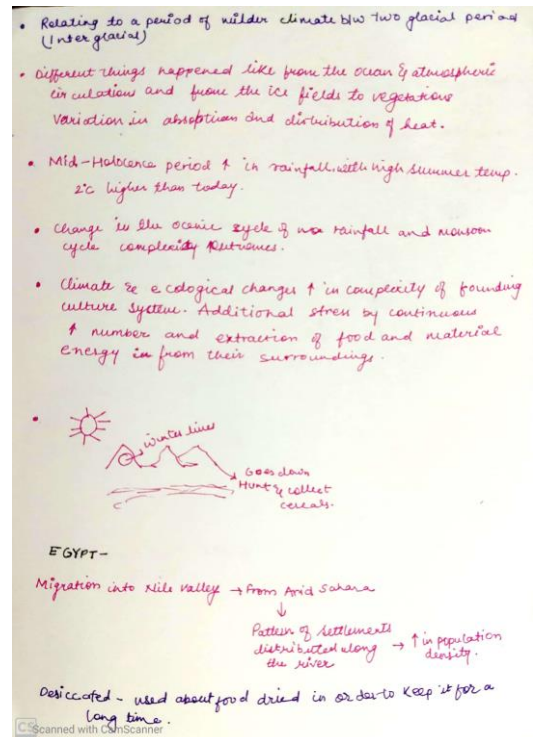 • Relating to a period of milder climate b/w two glacial period
(Interglacial)
• Different things happened like from the ocean & atmospheric
circulations and from the ice fields to vegetations
variation in absoption and distribution of heat.
• Mid-Holocence period ↑ in rainfall with high summer temp.
2°c higher than today.
• Change in the ocenic cycle of rainfall and monsoon
cycle complexity
• Climate & ecological changes ↑ in complexity of founding
culture system. Additional stress by continuous
↑ number and extraction of food and material
energy from their surroundings.
•
winter lines
Goes down
Hunt & collect
cereals.
EGYPT-
Migration into Nile Valley → From Arid Sahara
↓
Pattern of settlements
distributed along → ↑ in population
the river density.
Desiccated - used about food dried in order to keep it for a
long time.
CS Scanned with CamScanner